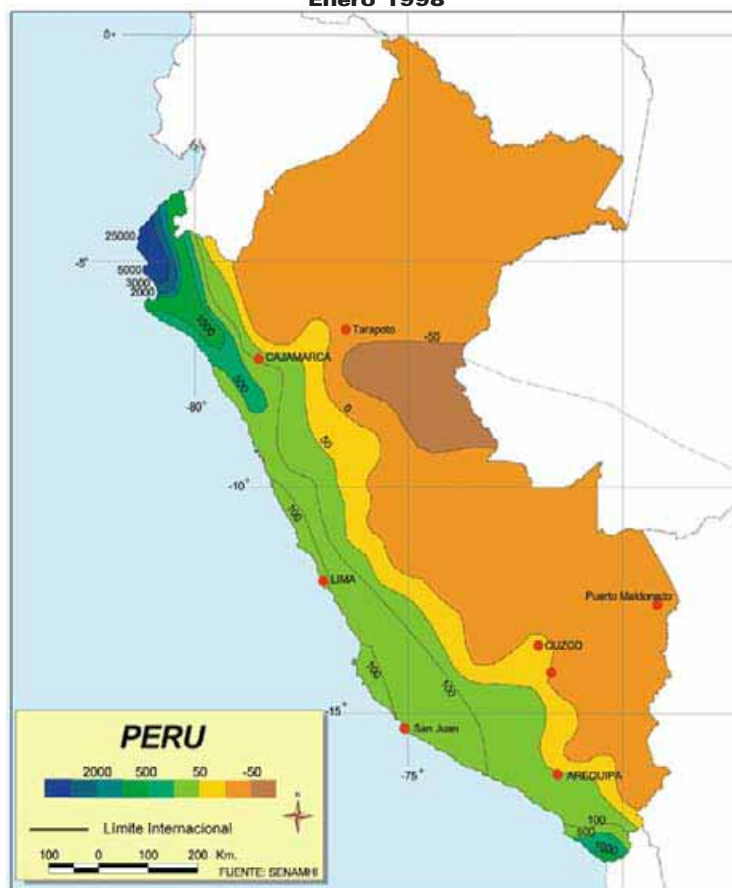 Enero 1998
0°
-5°
25000
5000
3000
2000
-5°
1000
Tarapoto
-50
CAJAMARCA
500
-80°
0
50
-10°
100
LIMA
Puerto Maldonado
CUZCO
100
100
-15°
San Juan
-75°
AREQUIPA
100
500
1000
PERU
2000 500 50 -50
N
Límite Internacional
100 0 100 200 Km.
FUENTE: SENAMHI